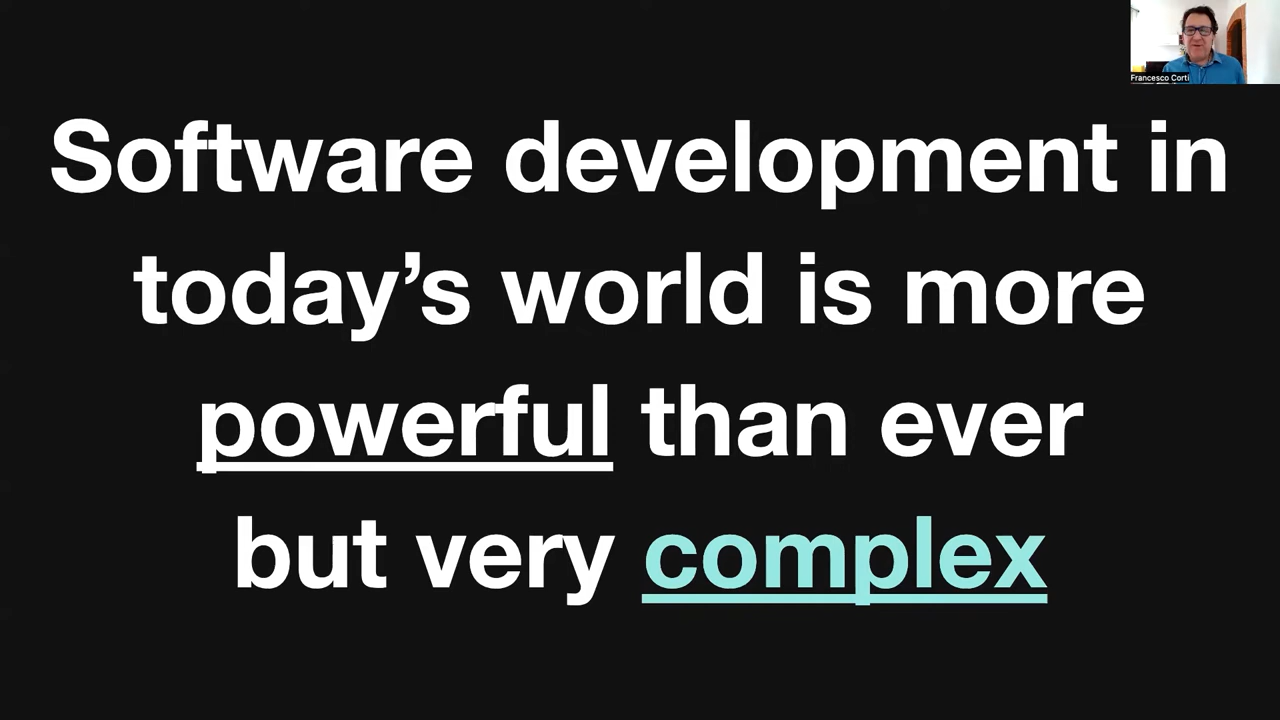 Francesco Corti
Software development in
today’s world is more
powerful than ever
but very complex